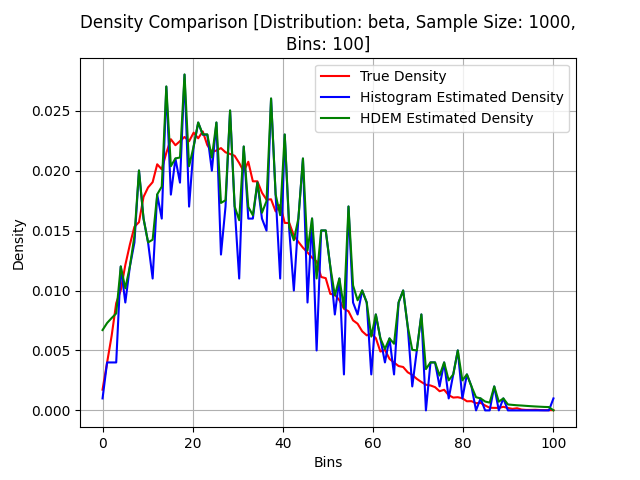 Density Comparison [Distribution: beta, Sample Size: 1000,
Bins: 100]
True Density
Histogram Estimated Density
HDEM Estimated Density
Density
0.025
0.020
0.015
0.010
0.005
0.000
0 20 40 60 80 100
Bins